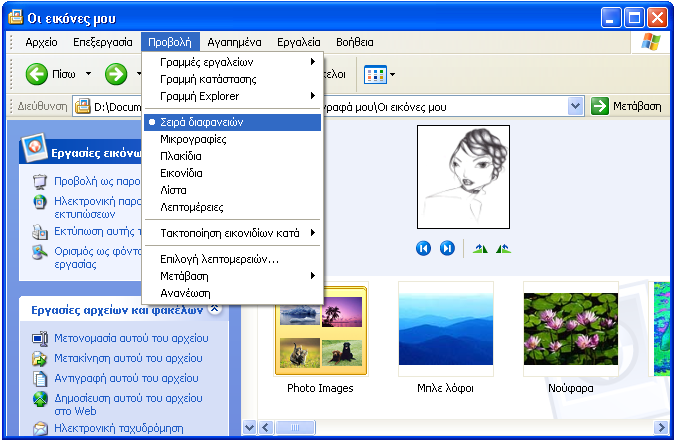 Οι εικόνες μου
Αρχείο Επεξεργασία Προβολή Αγαπημένα Εργαλεία Βοήθεια
Πίσω
Γραμμές εργαλείων
Γραμμή κατάστασης
Γραμμή Explorer
Σειρά διαφανειών
Μικρογραφίες
Πλακίδια
Εικονίδια
Λίστα
Λεπτομέρειες
Τακτοποίηση εικονιδίων κατά
Επιλογή λεπτομερειών...
Μετάβαση
Ανανέωση
Διεύθυνση D:\Docum γραφά μου\Οι εικόνες μου Μετάβαση
Εργασίες εικόνω
Προβολή ως παρο
Ηλεκτρονική παρα
εκτυπώσεων
Εκτύπωση αυτής τ
Ορισμός ως φόντο
εργασίας
Εργασίες αρχείων και φακέλων
Μετονομασία αυτού του αρχείου
Μετακίνηση αυτού του αρχείου
Αντιγραφή αυτού του αρχείου
Δημοσίευση αυτού του αρχείου
στο Web
Ηλεκτρονική ταχυδρόμηση
Photo Images Μπλε λόφοι Νούφαρα